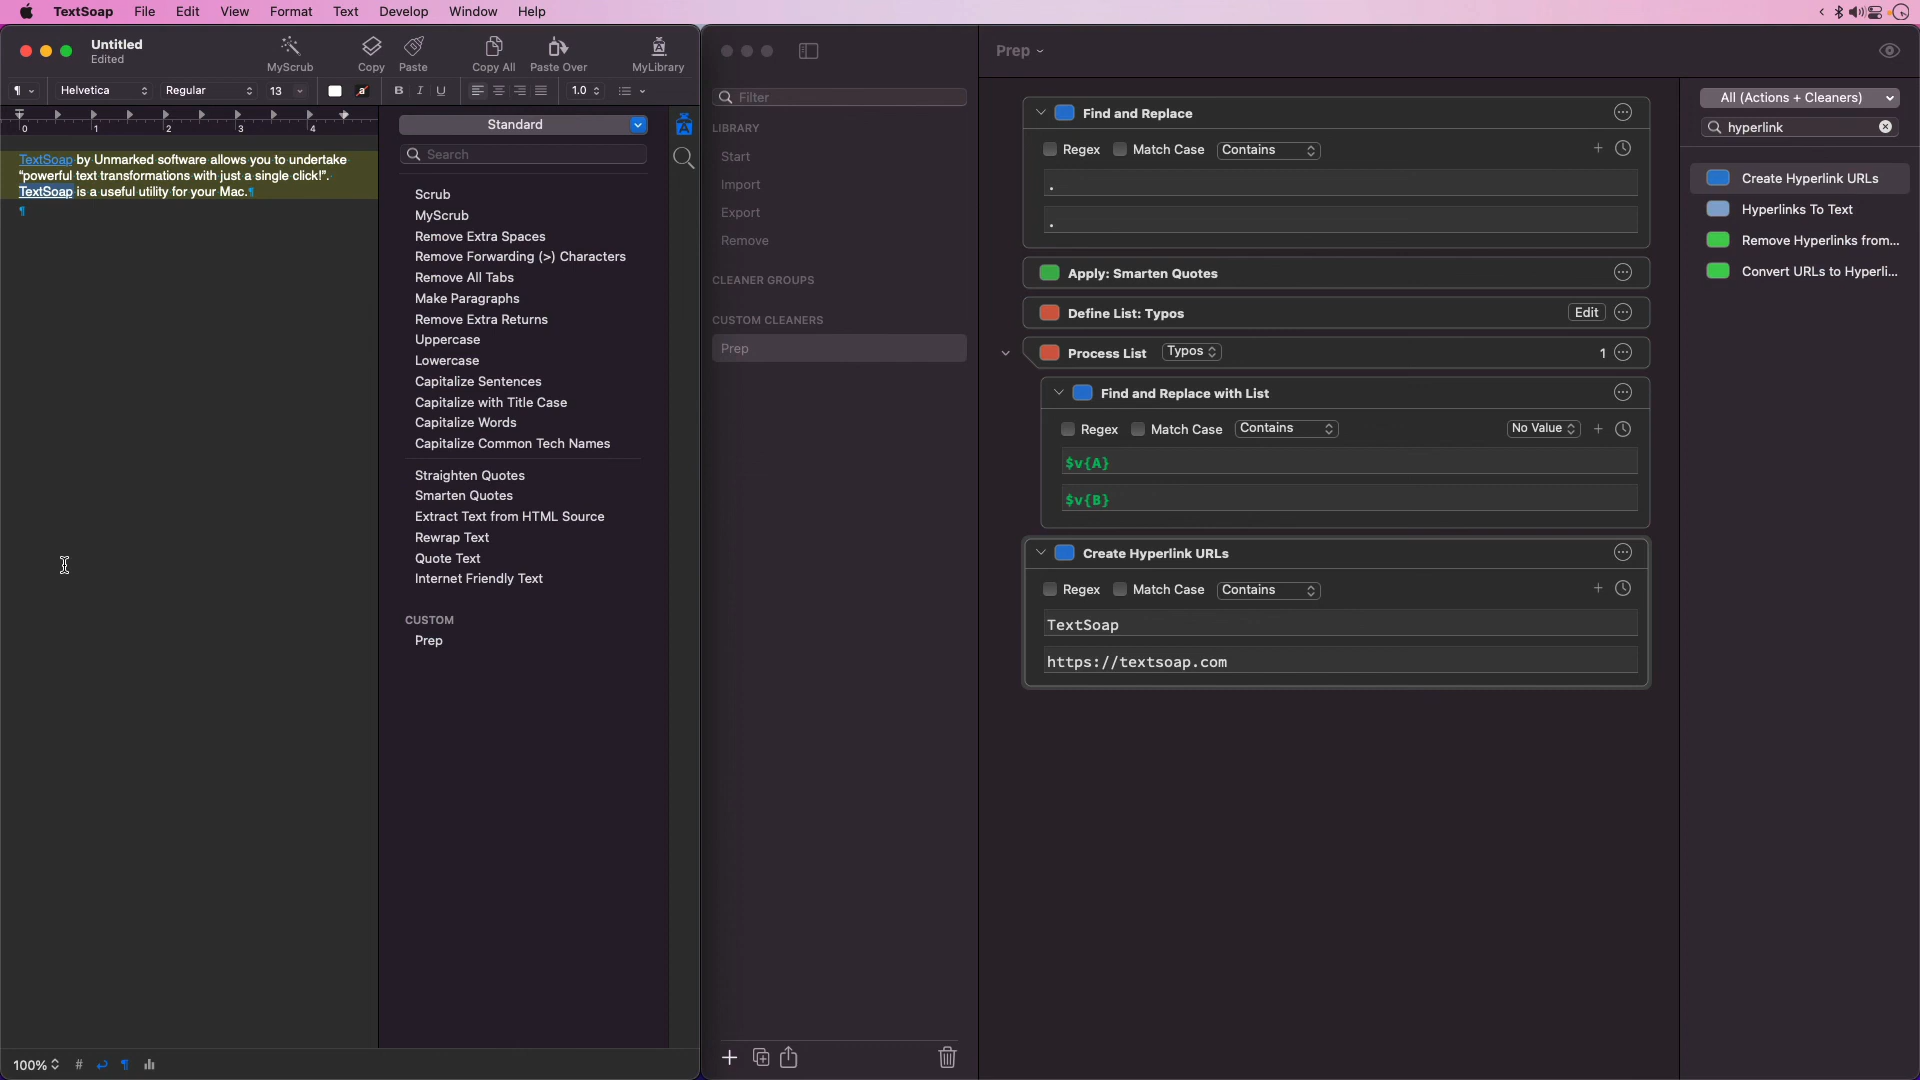 TextSoap File Edit View Format Text Develop Window Help
Untitled
Edited
MyScrub Copy Paste Copy All Paste Over MyLibrary
¶ Helvetica Regular 13 a B I U 1.0
0 1 2 3 4
TextSoap by Unmarked software allows you to undertake
“powerful text transformations with just a single click!”.
TextSoap is a useful utility for your Mac.¶
¶
100% # ¶
Standard
Search
Scrub
MyScrub
Remove Extra Spaces
Remove Forwarding (>) Characters
Remove All Tabs
Make Paragraphs
Remove Extra Returns
Uppercase
Lowercase
Capitalize Sentences
Capitalize with Title Case
Capitalize Words
Capitalize Common Tech Names
Straighten Quotes
Smarten Quotes
Extract Text from HTML Source
Rewrap Text
Quote Text
Internet Friendly Text
CUSTOM
Prep
Filter
LIBRARY
Start
Import
Export
Remove
CLEANER GROUPS
CUSTOM CLEANERS
Prep
Prep
Find and Replace
Regex Match Case Contains
.
.
Apply: Smarten Quotes
Define List: Typos Edit
Process List Typos 1
Find and Replace with List
Regex Match Case Contains No Value
$v{A}
$v{B}
Create Hyperlink URLs
Regex Match Case Contains
TextSoap
https://textsoap.com
All (Actions + Cleaners)
hyperlink
Create Hyperlink URLs
Hyperlinks To Text
Remove Hyperlinks from...
Convert URLs to Hyperli...